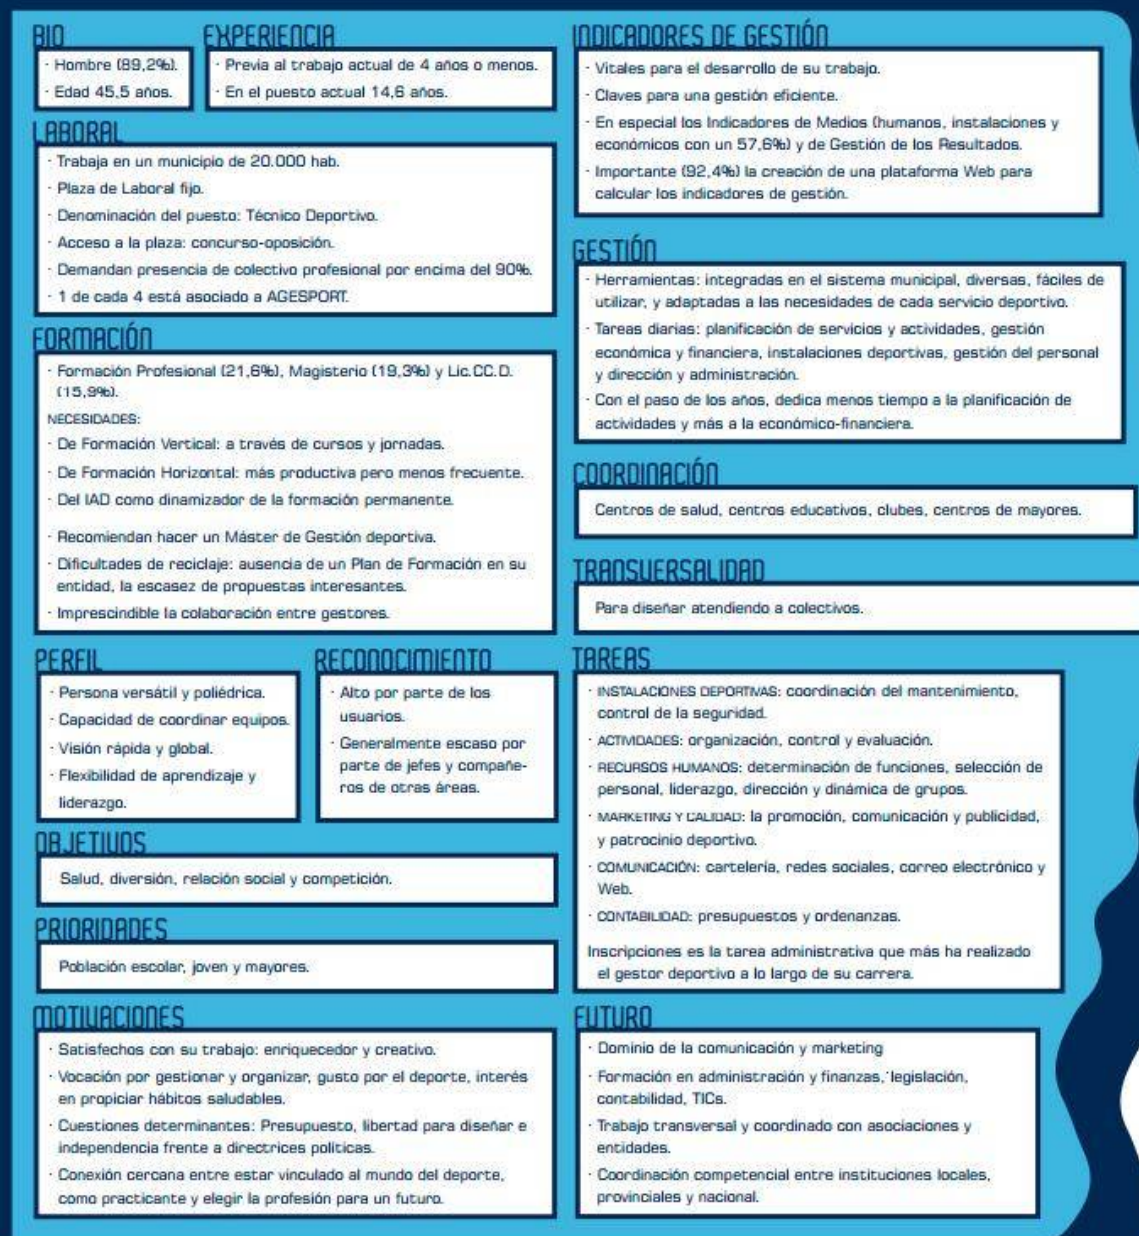 BIO
· Hombre (89,2%).
· Edad 45,5 años.
EXPERIENCIA
· Previa al trabajo actual de 4 años o menos.
· En el puesto actual 14,6 años.
LABORAL
· Trabaja en un municipio de 20.000 hab.
· Plaza de Laboral fijo.
· Denominación del puesto: Técnico Deportivo.
· Acceso a la plaza: concurso-oposición.
· Demandan presencia de colectivo profesional por encima del 90%.
· 1 de cada 4 está asociado a AGESPORT.
FORMACIÓN
· Formación Profesional (21,6%), Magisterio (19,3%) y Lic.CC.D.
(15,9%).
NECESIDADES:
· De Formación Vertical: a través de cursos y jornadas.
· De Formación Horizontal: más productiva pero menos frecuente.
· Del IAD como dinamizador de la formación permanente.
· Recomiendan hacer un Máster de Gestión deportiva.
· Dificultades de reciclaje: ausencia de un Plan de Formación en su
entidad, la escasez de propuestas interesantes.
· Imprescindible la colaboración entre gestores.
PERFIL
· Persona versátil y poliédrica.
· Capacidad de coordinar equipos.
· Visión rápida y global.
· Flexibilidad de aprendizaje y
liderazgo.
RECONOCIMIENTO
· Alto por parte de los
usuarios.
· Generalmente escaso por
parte de jefes y compañe-
ros de otras áreas.
OBJETIVOS
Salud, diversión, relación social y competición.
PRIORIDADES
Población escolar, joven y mayores.
MOTIVACIONES
· Satisfechos con su trabajo: enriquecedor y creativo.
· Vocación por gestionar y organizar, gusto por el deporte, interés
en propiciar hábitos saludables.
· Cuestiones determinantes: Presupuesto, libertad para diseñar e
independencia frente a directrices políticas.
· Conexión cercana entre estar vinculado al mundo del deporte,
como practicante y elegir la profesión para un futuro.
INDICADORES DE GESTIÓN
· Vitales para el desarrollo de su trabajo.
· Claves para una gestión eficiente.
· En especial los Indicadores de Medios (humanos, instalaciones y
económicos con un 57,6%) y de Gestión de los Resultados.
· Importante (92,4%) la creación de una plataforma Web para
calcular los indicadores de gestión.
GESTIÓN
· Herramientas: integradas en el sistema municipal, diversas, fáciles de
utilizar, y adaptadas a las necesidades de cada servicio deportivo.
· Tareas diarias: planificación de servicios y actividades, gestión
económica y financiera, instalaciones deportivas, gestión del personal
y dirección y administración.
· Con el paso de los años, dedica menos tiempo a la planificación de
actividades y más a la económico-financiera.
COORDINACIÓN
Centros de salud, centros educativos, clubes, centros de mayores.
TRANSVERSALIDAD
Para diseñar atendiendo a colectivos.
TAREAS
· INSTALACIONES DEPORTIVAS: coordinación del mantenimiento,
control de la seguridad.
· ACTIVIDADES: organización, control y evaluación.
· RECURSOS HUMANOS: determinación de funciones, selección de
personal, liderazgo, dirección y dinámica de grupos.
· MARKETING Y CALIDAD: la promoción, comunicación y publicidad,
y patrocinio deportivo.
· COMUNICACIÓN: cartelería, redes sociales, correo electrónico y
Web.
· CONTABILIDAD: presupuestos y ordenanzas.
Inscripciones es la tarea administrativa que más ha realizado
el gestor deportivo a lo largo de su carrera.
FUTURO
· Dominio de la comunicación y marketing
· Formación en administración y finanzas, legislación,
contabilidad, TICs.
· Trabajo transversal y coordinado con asociaciones y
entidades.
· Coordinación competencial entre instituciones locales,
provinciales y nacional.